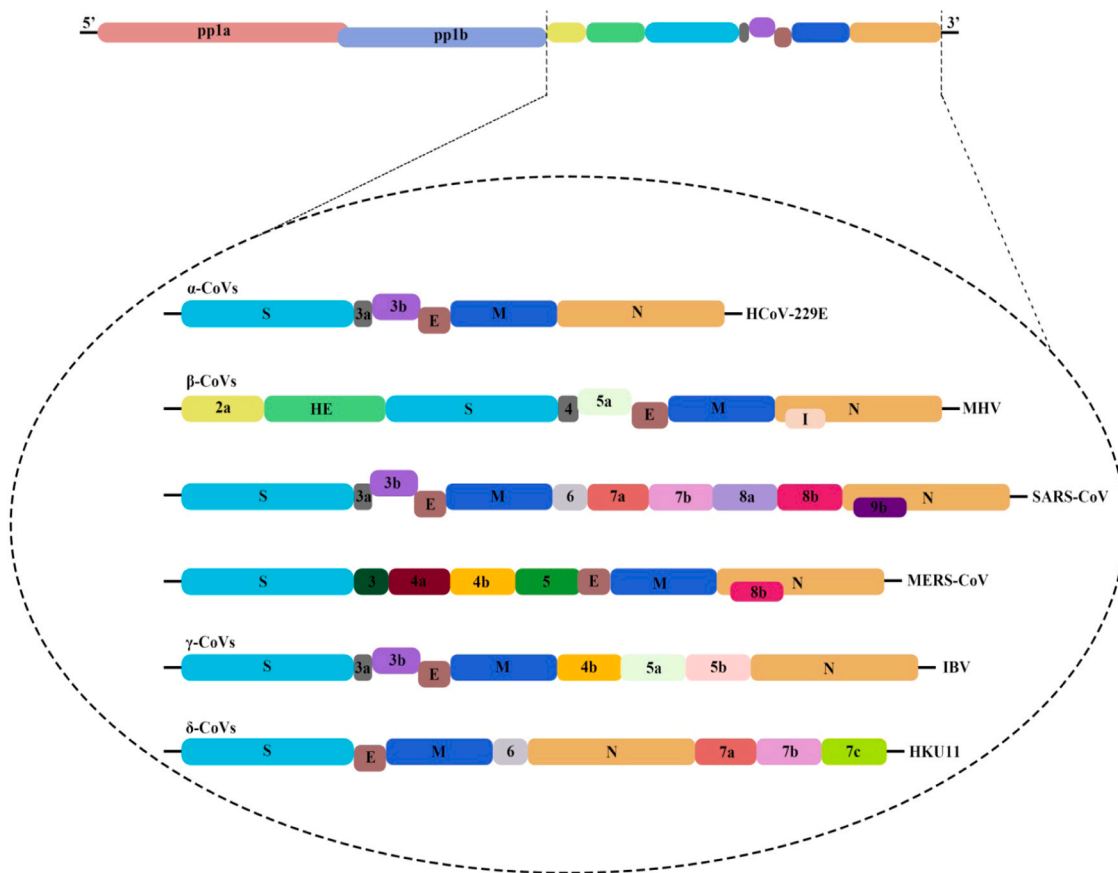 5’ pp1a pp1b 3’
α-CoVs
S 3a 3b E M N HCoV-229E
β-CoVs
2a HE S 4 5a E M I N MHV
S 3a 3b E M 6 7a 7b 8a 8b 9b N SARS-CoV
S 3 4a 4b 5 E M 8b N MERS-CoV
γ-CoVs
S 3a 3b E M 4b 5a 5b N IBV
δ-CoVs
S E M 6 N 7a 7b 7c HKU11